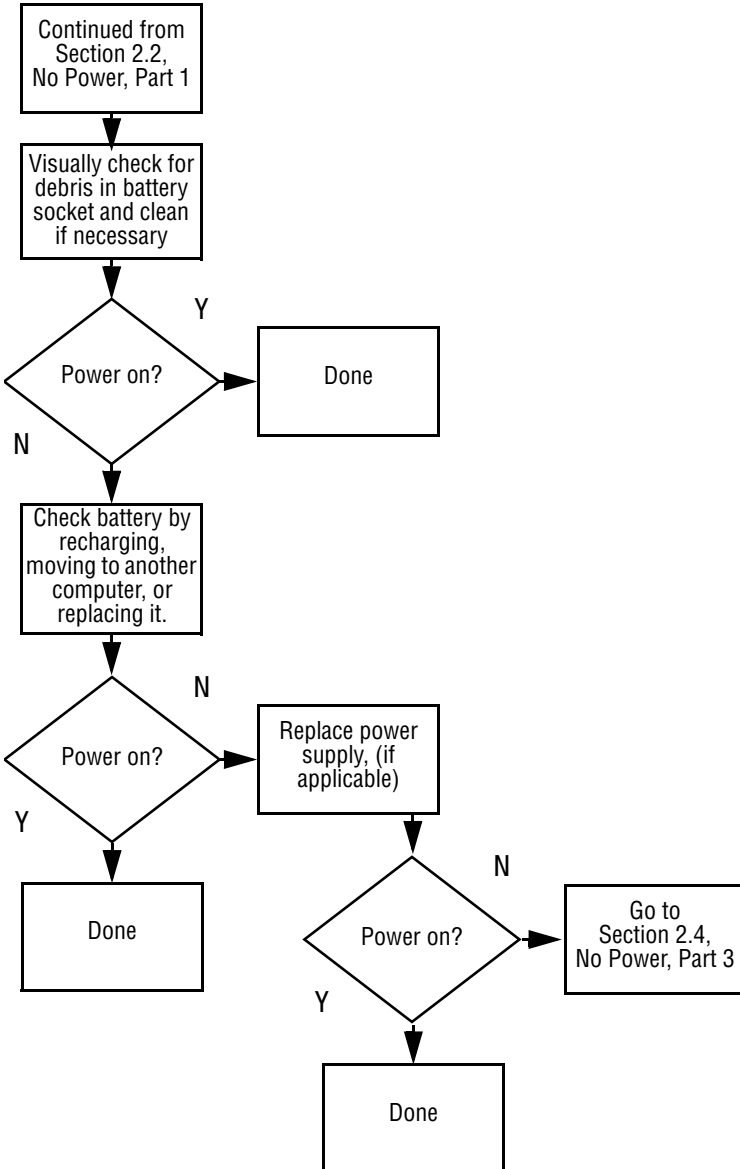 Continued from
Section 2.2,
No Power, Part 1
Visually check for
debris in battery
socket and clean
if necessary
Y
Power on?
Done
N
Check battery by
recharging,
moving to another
computer, or
replacing it.
N
Power on?
Replace power
supply, (if
applicable)
Y
Done
N
Power on?
Go to
Section 2.4,
No Power, Part 3
Y
Done